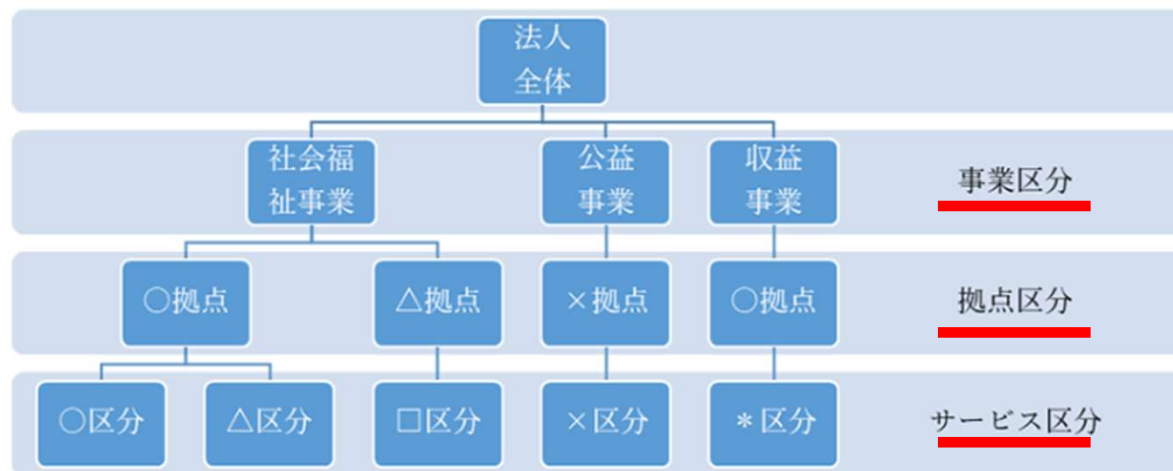 法人
全体
社会福
祉事業
公益
事業
収益
事業
事業区分
○拠点
△拠点
×拠点
○拠点
拠点区分
○区分
△区分
□区分
×区分
＊区分
サービス区分